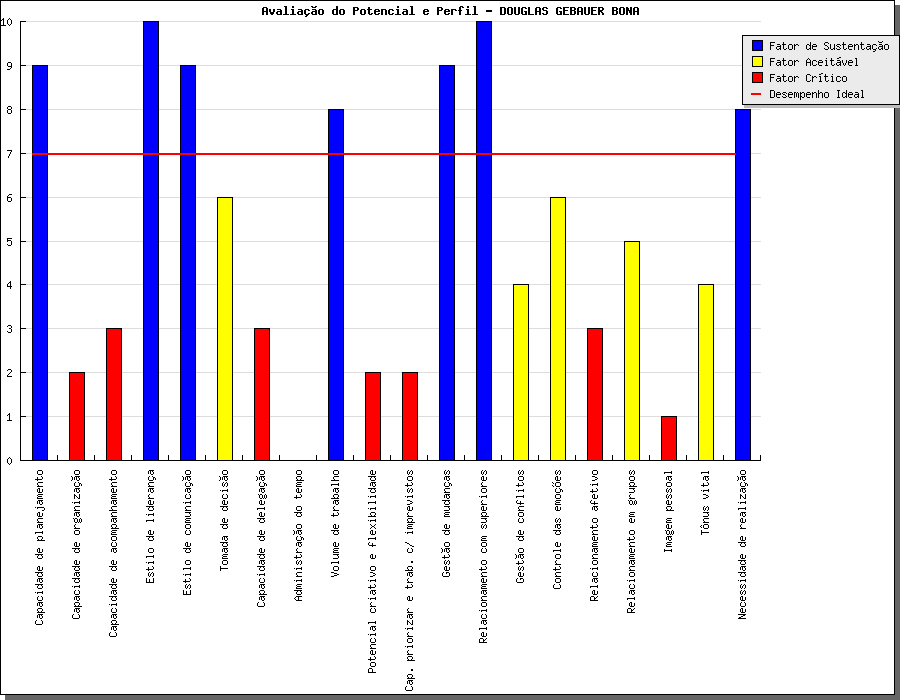 Avaliação do Potencial e Perfil - DOUGLAS GEBAUER BONA
Fator de Sustentação
Fator Aceitável
Fator Crítico
Desempenho Ideal
10
9
8
7
6
5
4
3
2
1
0
Capacidade de planejamento
Capacidade de organização
Capacidade de acompanhamento
Estilo de liderança
Estilo de comunicação
Tomada de decisão
Capacidade de delegação
Administração do tempo
Volume de trabalho
Potencial criativo e flexibilidade
Cap. priorizar e trab. c/ imprevistos
Gestão de mudanças
Relacionamento com superiores
Gestão de conflitos
Controle das emoções
Relacionamento afetivo
Relacionamento em grupos
Imagem pessoal
Tônus vital
Necessidade de realização